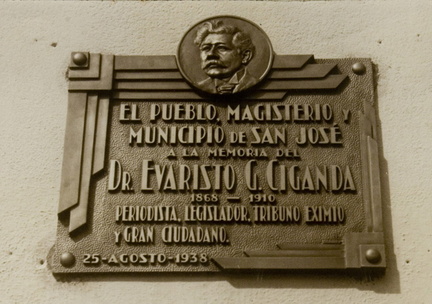 EL PUEBLO, MAGISTERIO Y
MUNICIPIO DE SAN JOSÉ
A LA MEMORIA DEL
DR. EVARISTO G. CIGANDA
1868 — 1910
PERIODISTA, LEGISLADOR, TRIBUNO EXIMIO
Y GRAN CIUDADANO.
25-AGOSTO-1938